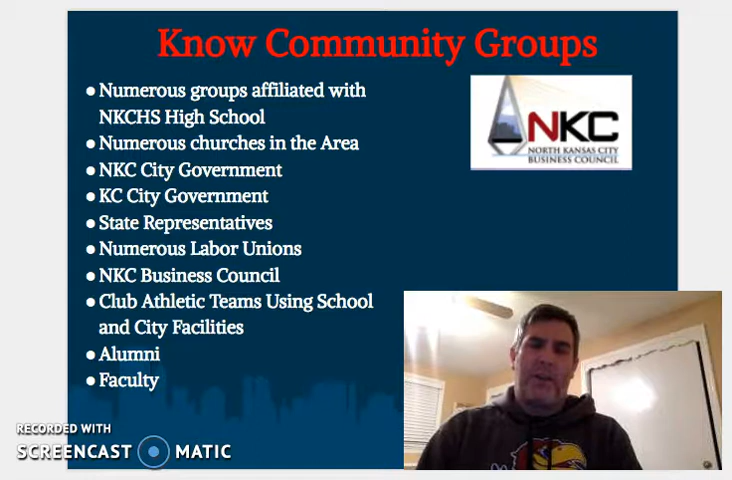 Know Community Groups
● Numerous groups affiliated with
NKCHS High School
● Numerous churches in the Area
● NKC City Government
● KC City Government
● State Representatives
● Numerous Labor Unions
● NKC Business Council
● Club Athletic Teams Using School
and City Facilities
● Alumni
● Faculty
NKC
NORTH KANSAS CITY
BUSINESS COUNCIL
RECORDED WITH
SCREENCAST MATIC